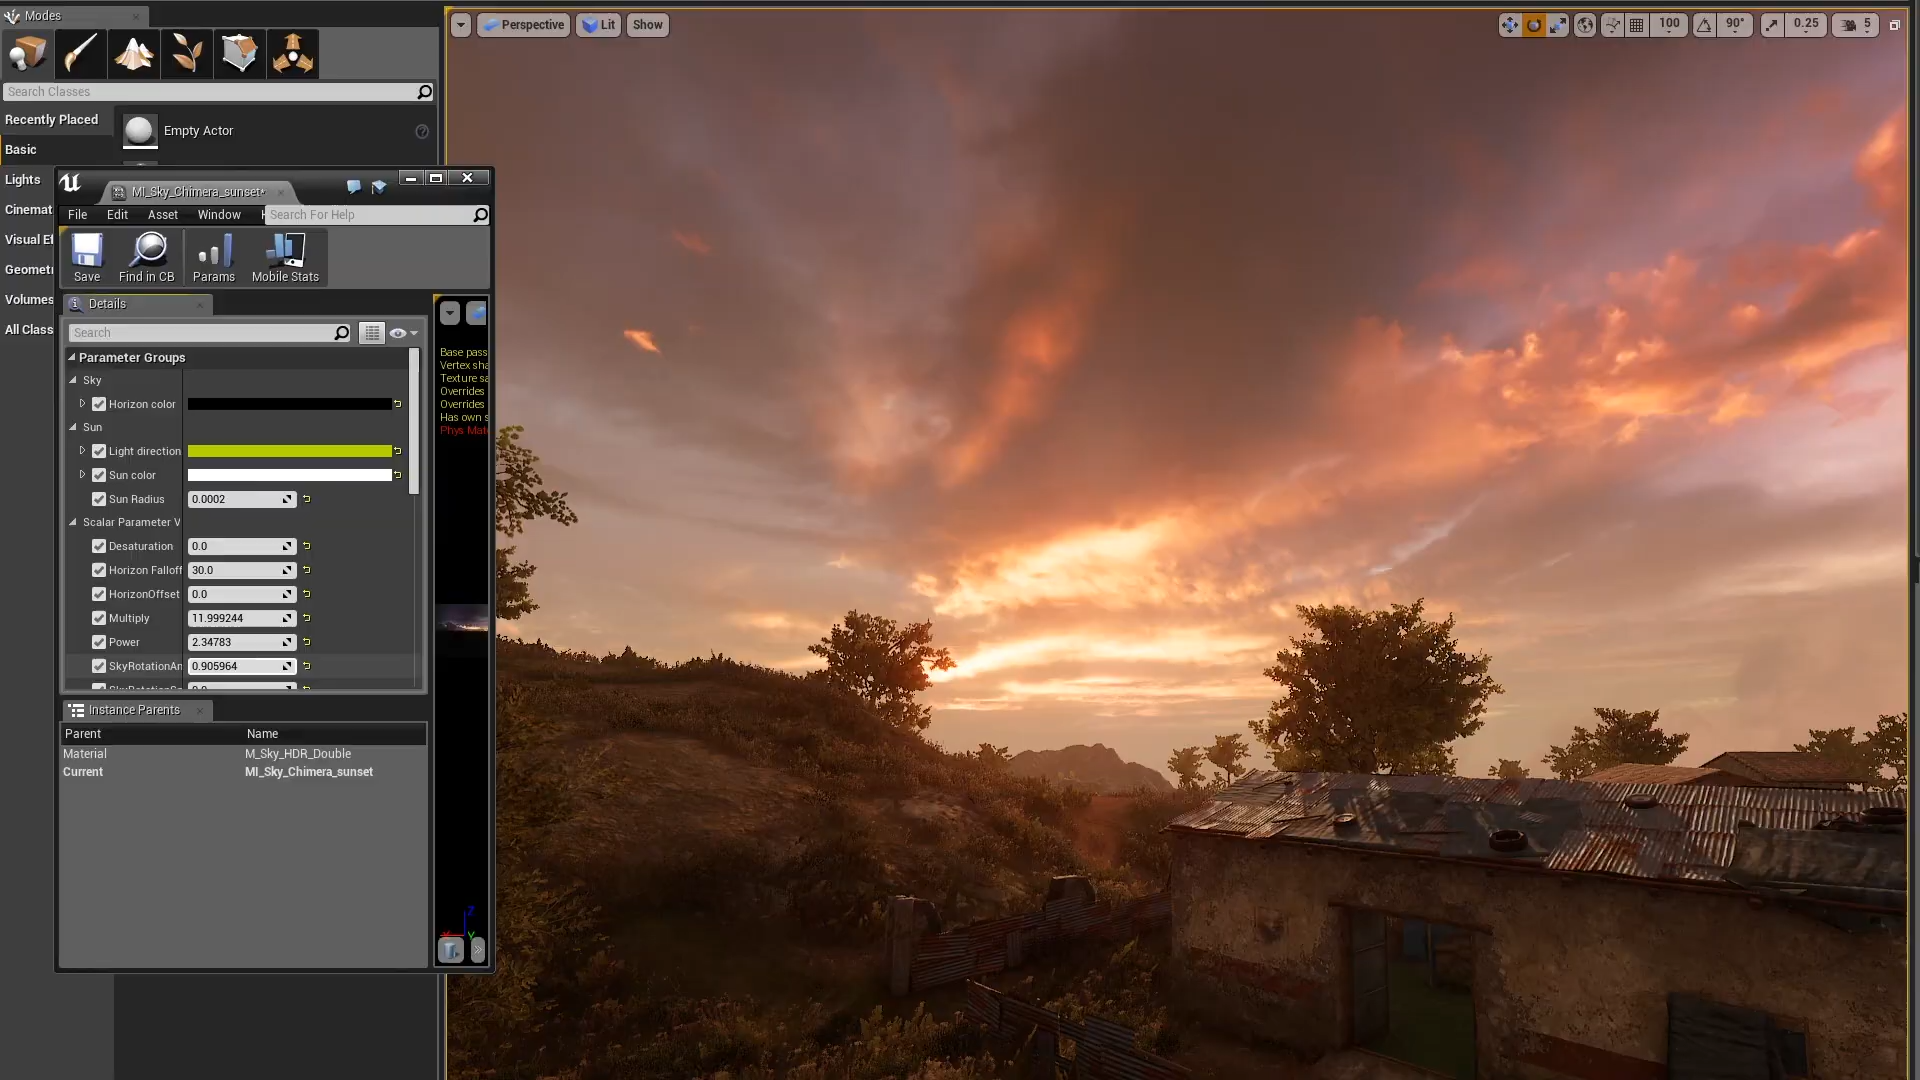 Modes
Perspective
Lit
Show
100
90°
0.25
5
Search Classes
Recently Placed
Empty Actor
Basic
Lights
Cinemat
Visual Ef
Geomet
Volumes
All Class
MI_Sky_Chimera_sunset*
File Edit Asset Window
Search For Help
Save
Find in CB
Params
Mobile Stats
Details
Search
Parameter Groups
Sky
Horizon color
Sun
Light direction
Sun color
Sun Radius 0.0002
Scalar Parameter V
Desaturation 0.0
Horizon Falloff 30.0
HorizonOffset 0.0
Multiply 11.999244
Power 2.34783
SkyRotationAn 0.905964
Base pass
Vertex sha
Texture sa
Overrides
Overrides
Has own s
Phys Mate
Z
Y
Instance Parents
Parent Name
Material M_Sky_HDR_Double
Current MI_Sky_Chimera_sunset